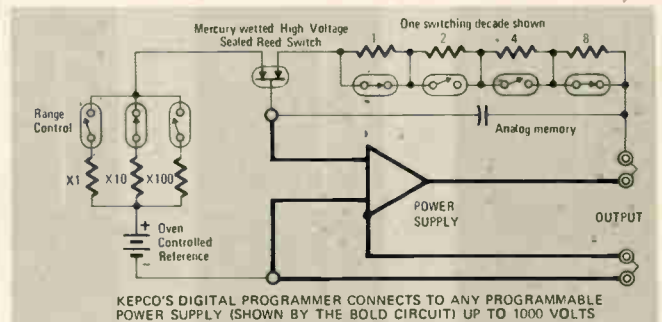 Mercury wetted High Voltage
Sealed Reed Switch
One switching decade shown
1 2 4 8
Range
Control
X1 X10 X100
Analog memory
+
POWER
SUPPLY
OUTPUT
Oven
Controlled
Reference
-
KEPCO'S DIGITAL PROGRAMMER CONNECTS TO ANY PROGRAMMABLE
POWER SUPPLY (SHOWN BY THE BOLD CIRCUIT) UP TO 1000 VOLTS